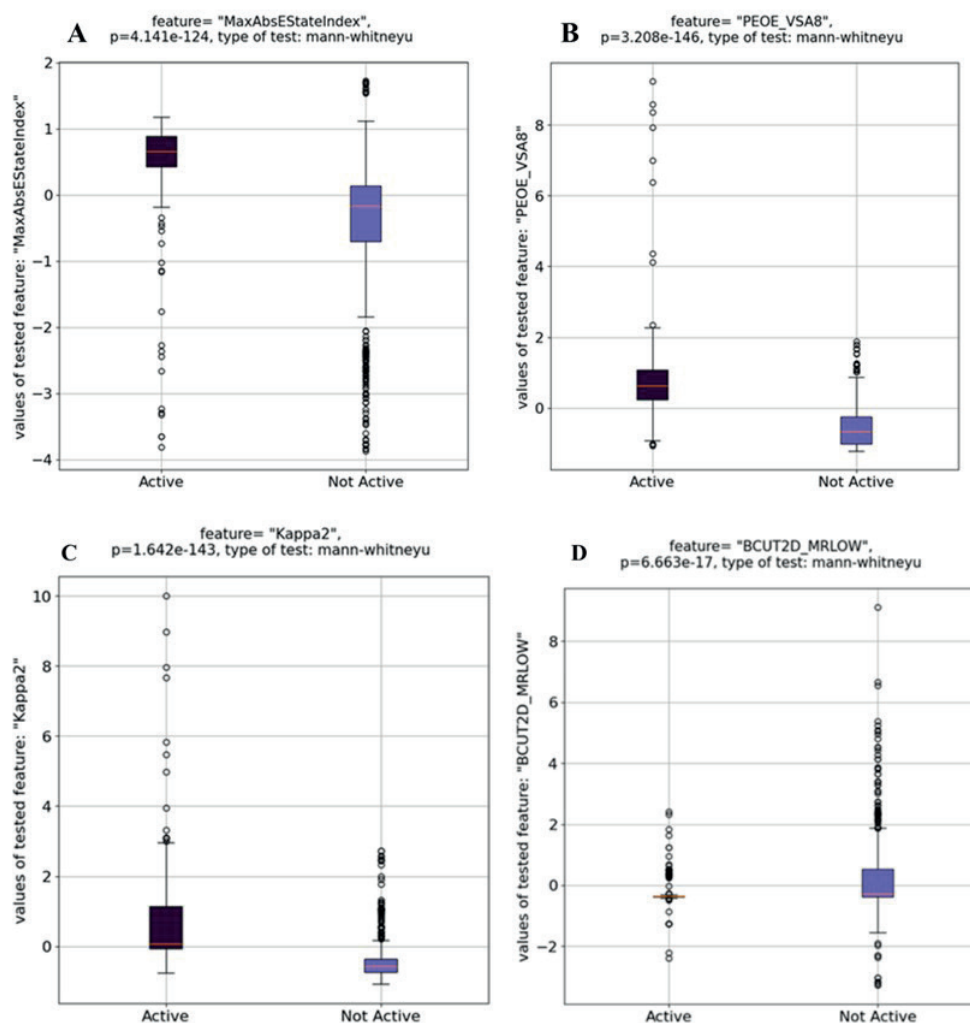 A
feature= "MaxAbsEStateIndex",
p=4.141e-124, type of test: mann-whitneyu
values of tested feature: "MaxAbsEStateIndex"
2
1
0
−1
−2
−3
−4
Active
Not Active
B
feature= "PEOE_VSA8",
p=3.208e-146, type of test: mann-whitneyu
values of tested feature: "PEOE_VSA8"
8
6
4
2
0
Active
Not Active
C
feature= "Kappa2",
p=1.642e-143, type of test: mann-whitneyu
values of tested feature: "Kappa2"
10
8
6
4
2
0
Active
Not Active
D
feature= "BCUT2D_MRLOW",
p=6.663e-17, type of test: mann-whitneyu
values of tested feature: "BCUT2D_MRLOW"
8
6
4
2
0
−2
Active
Not Active